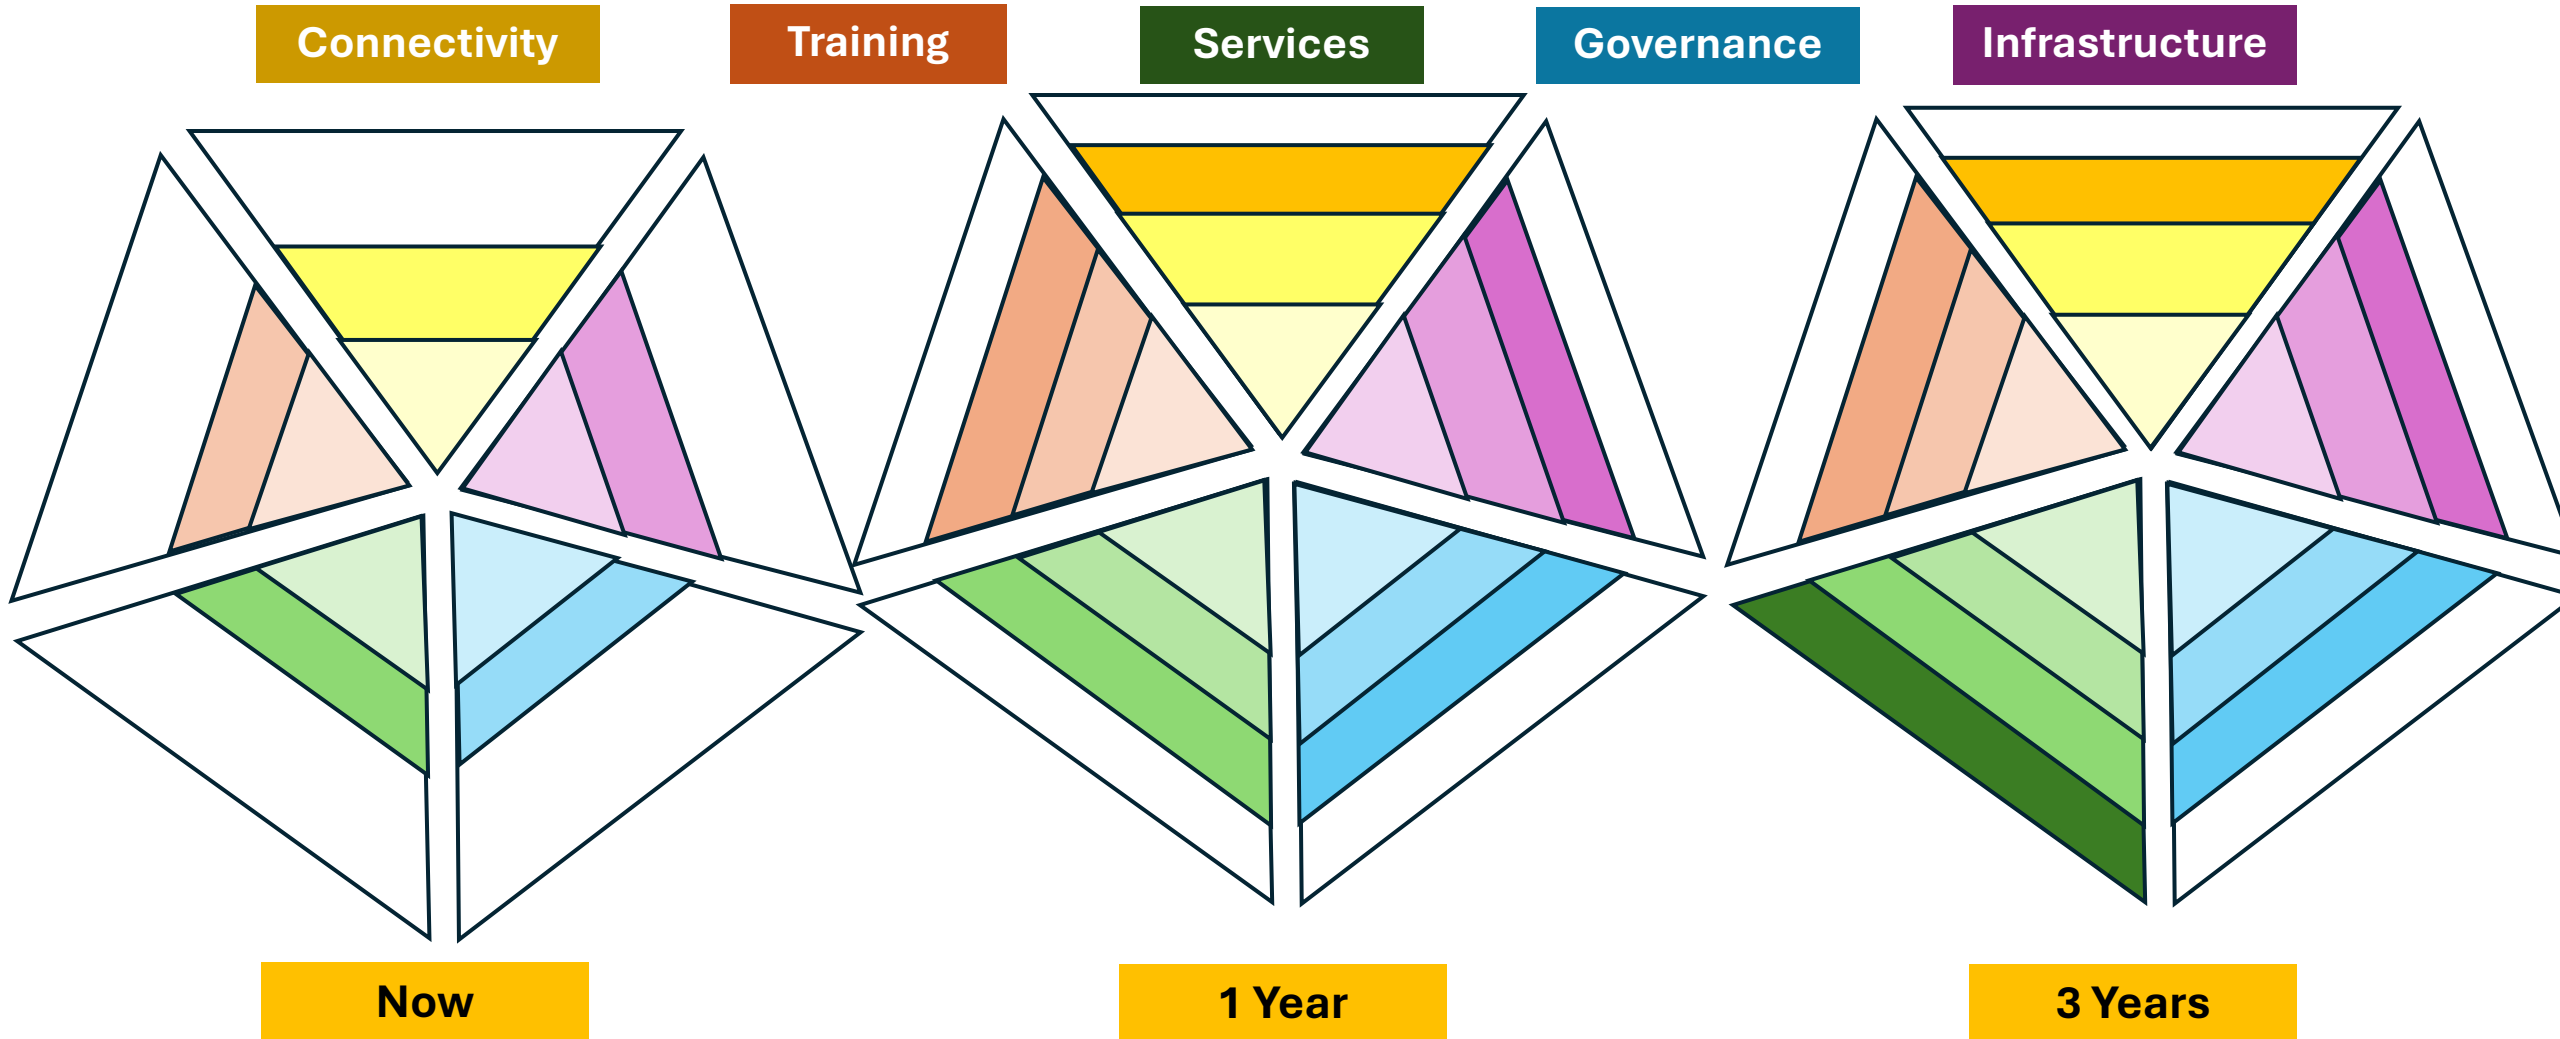 Connectivity
Training
Services
Governance
Infrastructure
Now
1 Year
3 Years